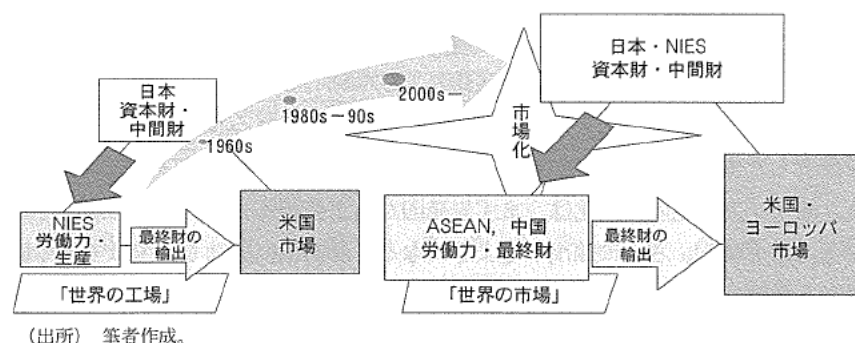 日本
資本財・
中間財
1960s
1980s－90s
2000s－
NIES
労働力・
生産
最終財の
輸出
米国
市場
「世界の工場」
日本・NIES
資本財・中間財
市場化
ASEAN，中国
労働力・最終財
最終財の
輸出
米国・
ヨーロッパ
市場
「世界の市場」
（出所）　筆者作成。